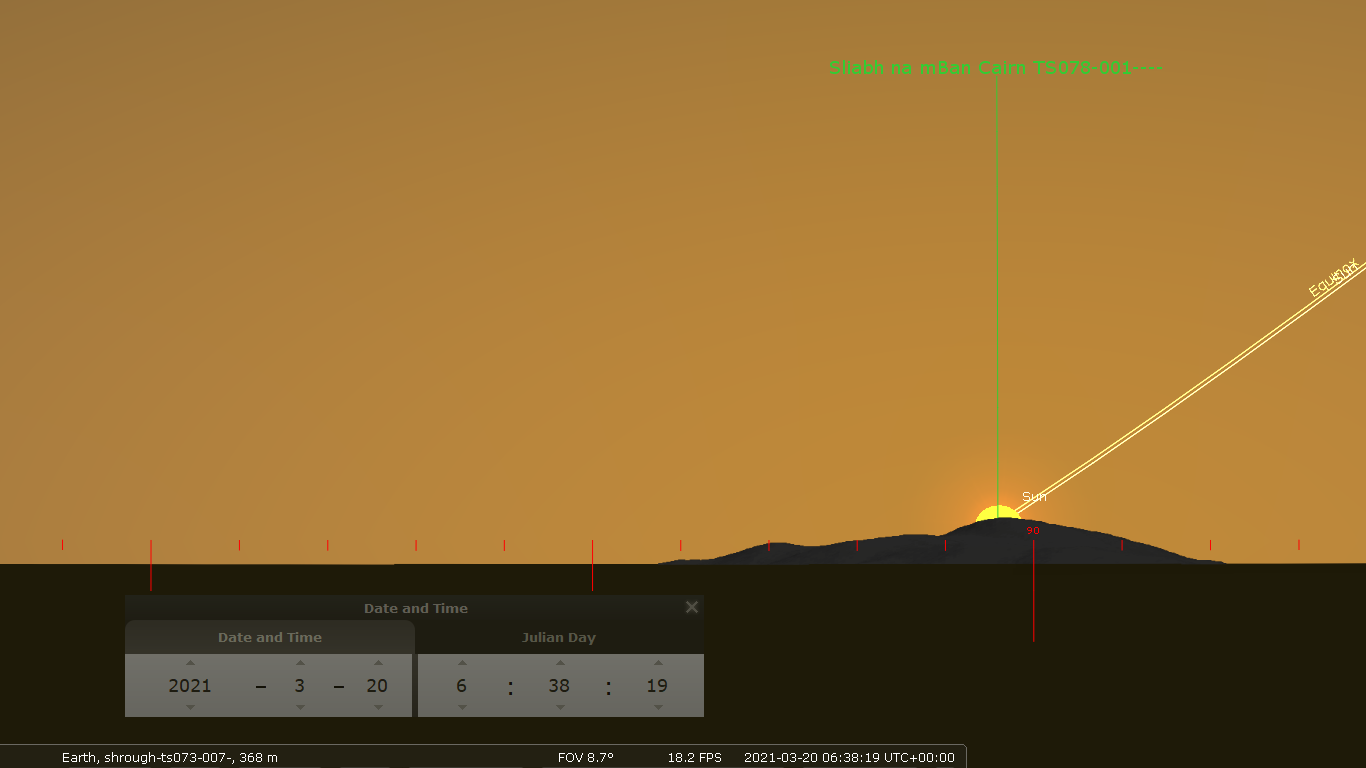 Sliabh na mBan Cairn TS078-001----
Equinox
Sun
90
Date and Time
Date and Time
Julian Day
2021 – 3 – 20
6 : 38 : 19
Earth, shrough-ts073-007-, 368 m
FOV 8.7°
18.2 FPS
2021-03-20 06:38:19 UTC+00:00